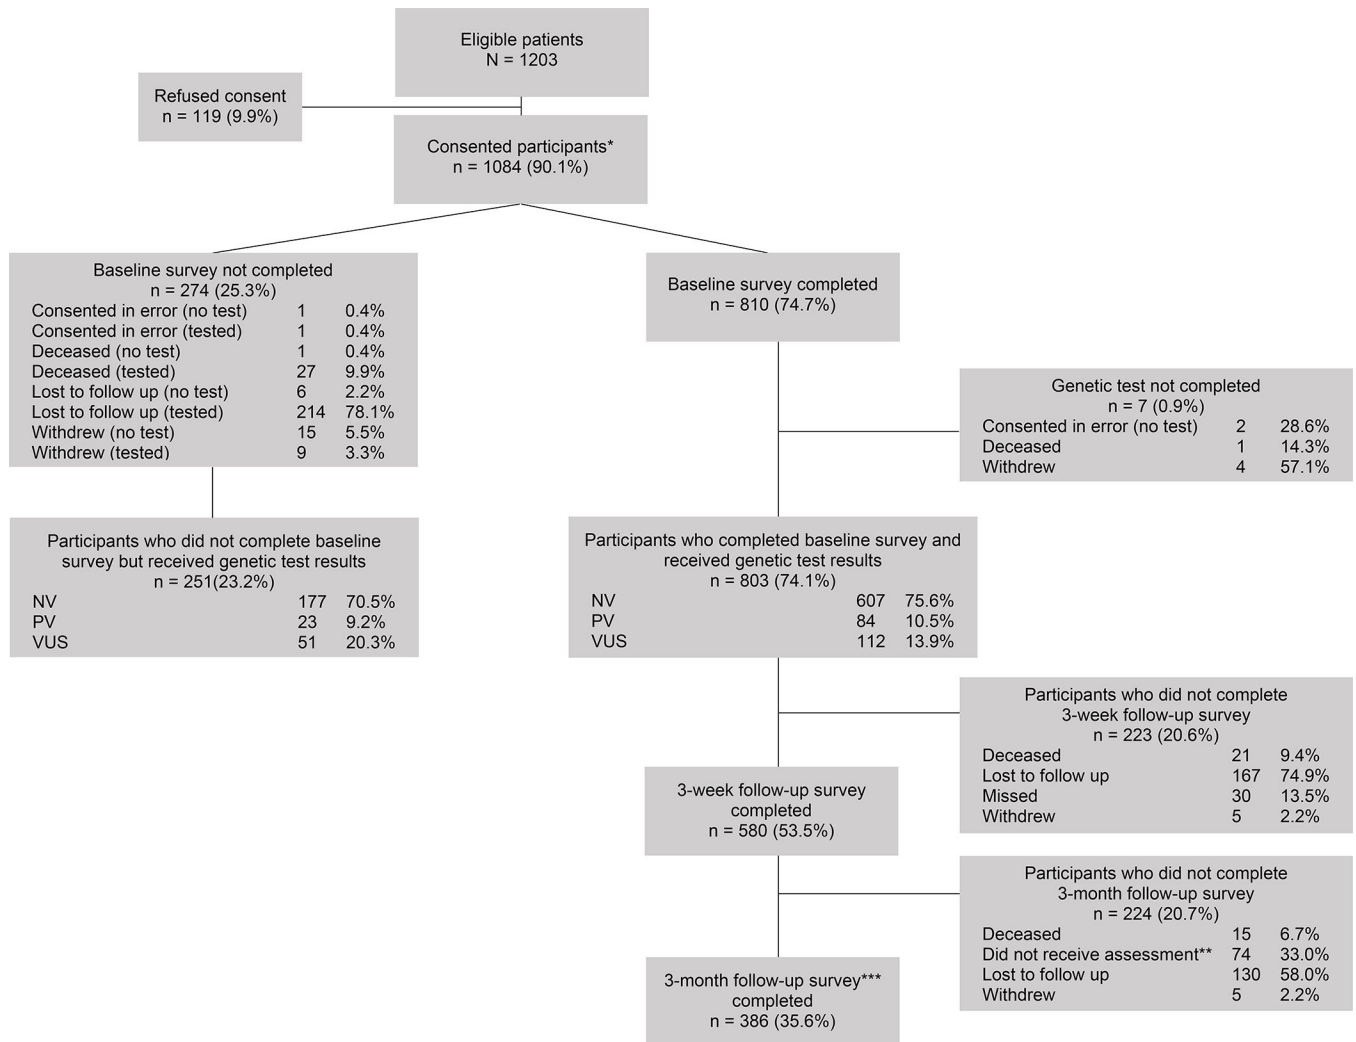 Eligible patients
N = 1203
Refused consent
n = 119 (9.9%)
Consented participants*
n = 1084 (90.1%)
Baseline survey not completed
n = 274 (25.3%)
Consented in error (no test) 1 0.4%
Consented in error (tested) 1 0.4%
Deceased (no test) 1 0.4%
Deceased (tested) 27 9.9%
Lost to follow up (no test) 6 2.2%
Lost to follow up (tested) 214 78.1%
Withdrew (no test) 15 5.5%
Withdrew (tested) 9 3.3%
Baseline survey completed
n = 810 (74.7%)
Genetic test not completed
n = 7 (0.9%)
Consented in error (no test) 2 28.6%
Deceased 1 14.3%
Withdrew 4 57.1%
Participants who did not complete baseline
survey but received genetic test results
n = 251(23.2%)
NV 177 70.5%
PV 23 9.2%
VUS 51 20.3%
Participants who completed baseline survey and
received genetic test results
n = 803 (74.1%)
NV 607 75.6%
PV 84 10.5%
VUS 112 13.9%
Participants who did not complete
3-week follow-up survey
n = 223 (20.6%)
Deceased 21 9.4%
Lost to follow up 167 74.9%
Missed 30 13.5%
Withdrew 5 2.2%
3-week follow-up survey
completed
n = 580 (53.5%)
Participants who did not complete
3-month follow-up survey
n = 224 (20.7%)
Deceased 15 6.7%
Did not receive assessment** 74 33.0%
Lost to follow up 130 58.0%
Withdrew 5 2.2%
3-month follow-up survey***
completed
n = 386 (35.6%)